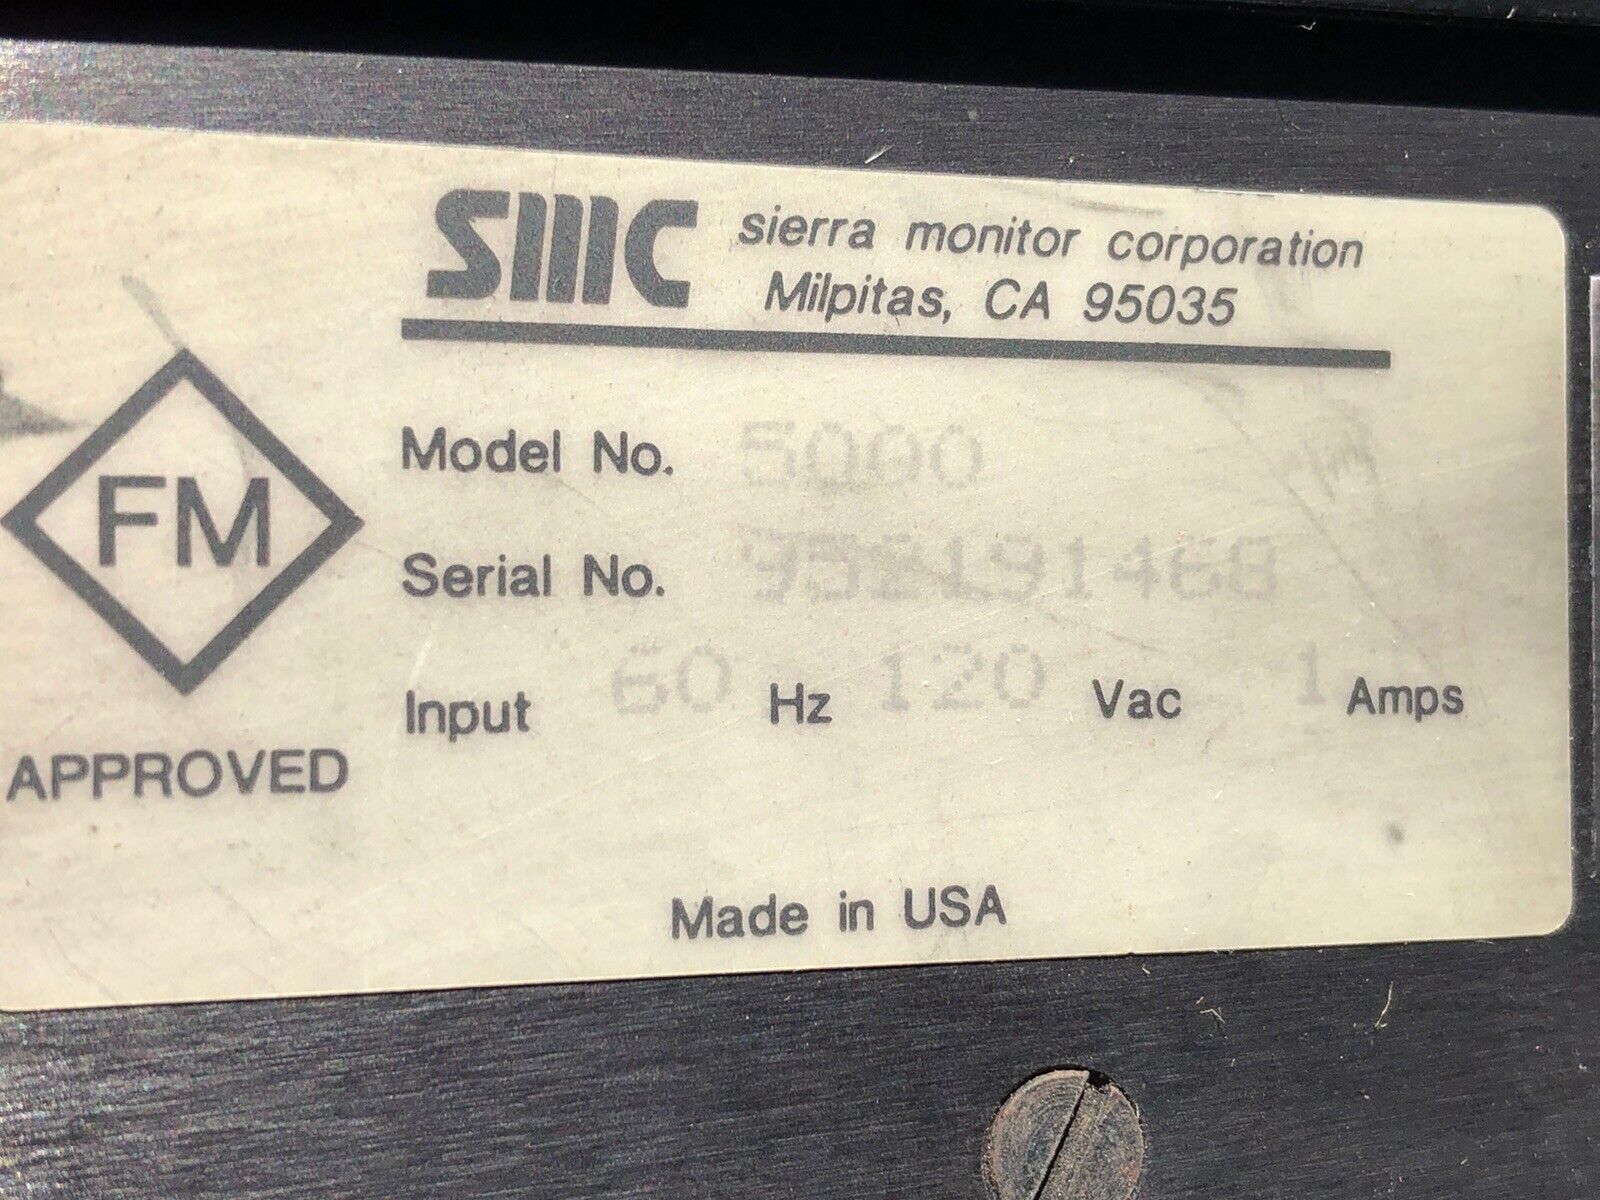 SMC sierra monitor corporation
Milpitas, CA 95035
Model No. 5000
Serial No.
FM
Input 60 Hz 120 Vac 1 Amps
APPROVED
Made in USA